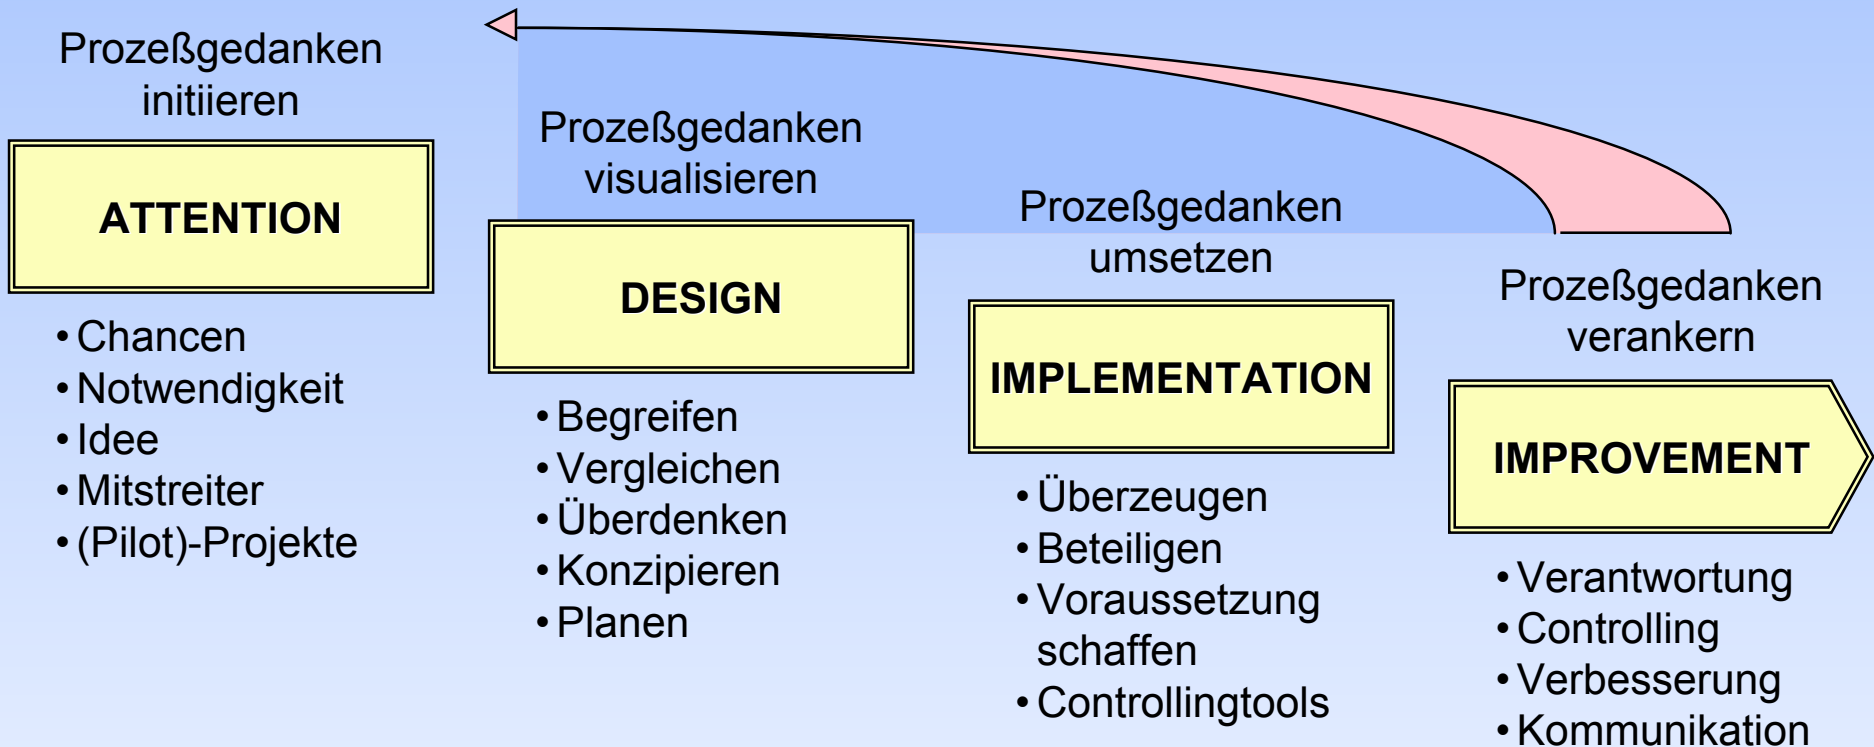 Prozeßgedanken
initiieren
ATTENTION
• Chancen
• Notwendigkeit
• Idee
• Mitstreiter
• (Pilot)-Projekte
Prozeßgedanken
visualisieren
DESIGN
• Begreifen
• Vergleichen
• Überdenken
• Konzipieren
• Planen
Prozeßgedanken
umsetzen
IMPLEMENTATION
• Überzeugen
• Beteiligen
• Voraussetzung
schaffen
• Controllingtools
Prozeßgedanken
verankern
IMPROVEMENT
• Verantwortung
• Controlling
• Verbesserung
• Kommunikation